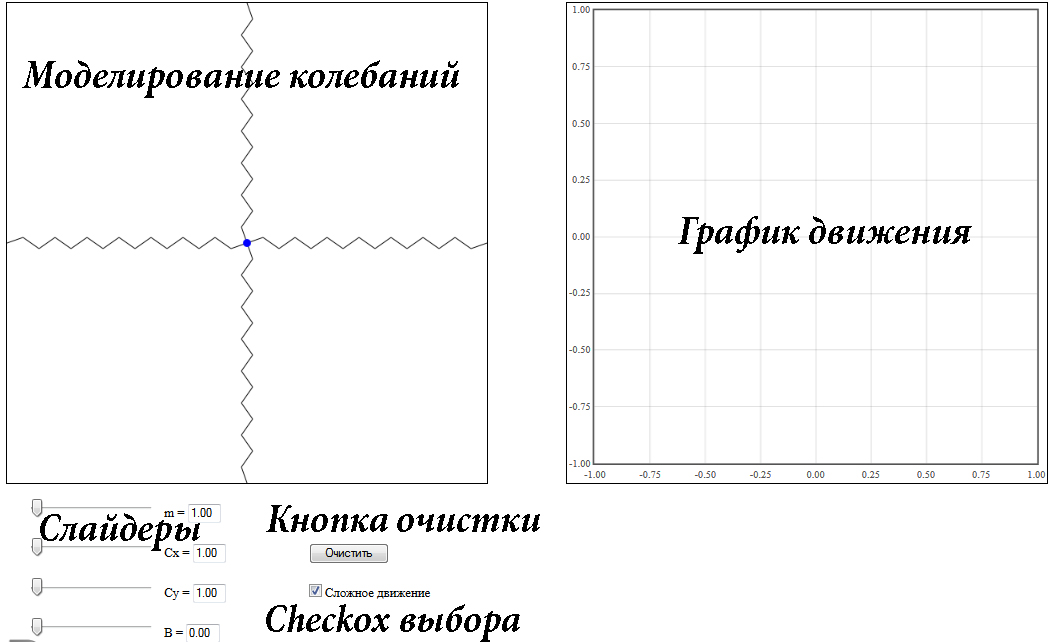 Моделирование колебаний
1.00
0.75
0.50
0.25
0.00
-0.25
-0.50
-0.75
-1.00
-1.00 -0.75 -0.50 -0.25 0.00 0.25 0.50 0.75 1.00
График движения
Слайдеры
m = 1.00
Cx = 1.00
Cy = 1.00
B = 0.00
Кнопка очистки
Очистить
Сложное движение
Checkox выбора